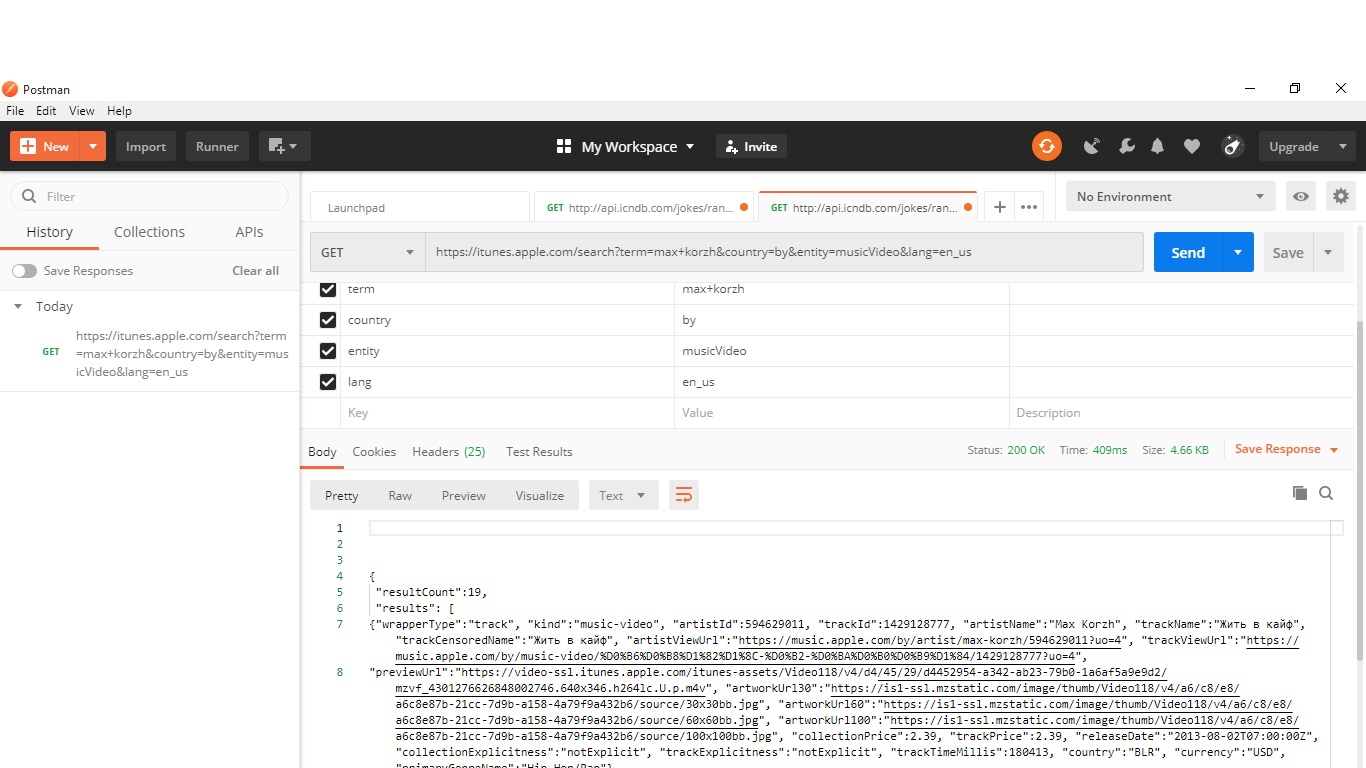 Postman
File Edit View Help
New Import Runner My Workspace Invite Upgrade
Filter
History Collections APIs
Save Responses Clear all
Today
GET https://itunes.apple.com/search?term
=max+korzh&country=by&entity=mus
icVideo&lang=en_us
Launchpad GET http://api.icndb.com/jokes/ran... GET http://api.icndb.com/jokes/ran... No Environment
GET https://itunes.apple.com/search?term=max+korzh&country=by&entity=musicVideo&lang=en_us Send Save
term max+korzh
country by
entity musicVideo
lang en_us
Key Value Description
Body Cookies Headers (25) Test Results Status: 200 OK Time: 409ms Size: 4.66 KB Save Response
Pretty Raw Preview Visualize Text
1
2
3
4 {
5 "resultCount":19,
6 "results": [
7 {"wrapperType":"track", "kind":"music-video", "artistId":594629011, "trackId":1429128777, "artistName":"Max Korzh", "trackName":"Жить в кайф",
"trackCensoredName":"Жить в кайф", "artistViewUrl":"https://music.apple.com/by/artist/max-korzh/594629011?uo=4", "trackViewUrl":"https://
music.apple.com/by/music-video/%D0%B6%D0%B8%D1%82%D1%8C-%D0%B2-%D0%BA%D0%B0%D0%B9%D1%84/1429128777?uo=4",
8 "previewUrl":"https://video-ssl.itunes.apple.com/itunes-assets/Video118/v4/d4/45/29/d4452954-a342-ab23-79b0-1a6af5a9e9d2/
mzvf_4301276626848002746.640x346.h264lc.U.p.m4v", "artworkUrl30":"https://is1-ssl.mzstatic.com/image/thumb/Video118/v4/a6/c8/e8/
a6c8e87b-21cc-7d9b-a158-4a79f9a432b6/source/30x30bb.jpg", "artworkUrl60":"https://is1-ssl.mzstatic.com/image/thumb/Video118/v4/a6/c8/e8/
a6c8e87b-21cc-7d9b-a158-4a79f9a432b6/source/60x60bb.jpg", "artworkUrl100":"https://is1-ssl.mzstatic.com/image/thumb/Video118/v4/a6/c8/e8/
a6c8e87b-21cc-7d9b-a158-4a79f9a432b6/source/100x100bb.jpg", "collectionPrice":2.39, "trackPrice":2.39, "releaseDate":"2013-08-02T07:00:00Z",
"collectionExplicitness":"notExplicit", "trackExplicitness":"notExplicit", "trackTimeMillis":180413, "country":"BLR", "currency":"USD",
"primaryGenreName":"Hip-Hop/Rap"}